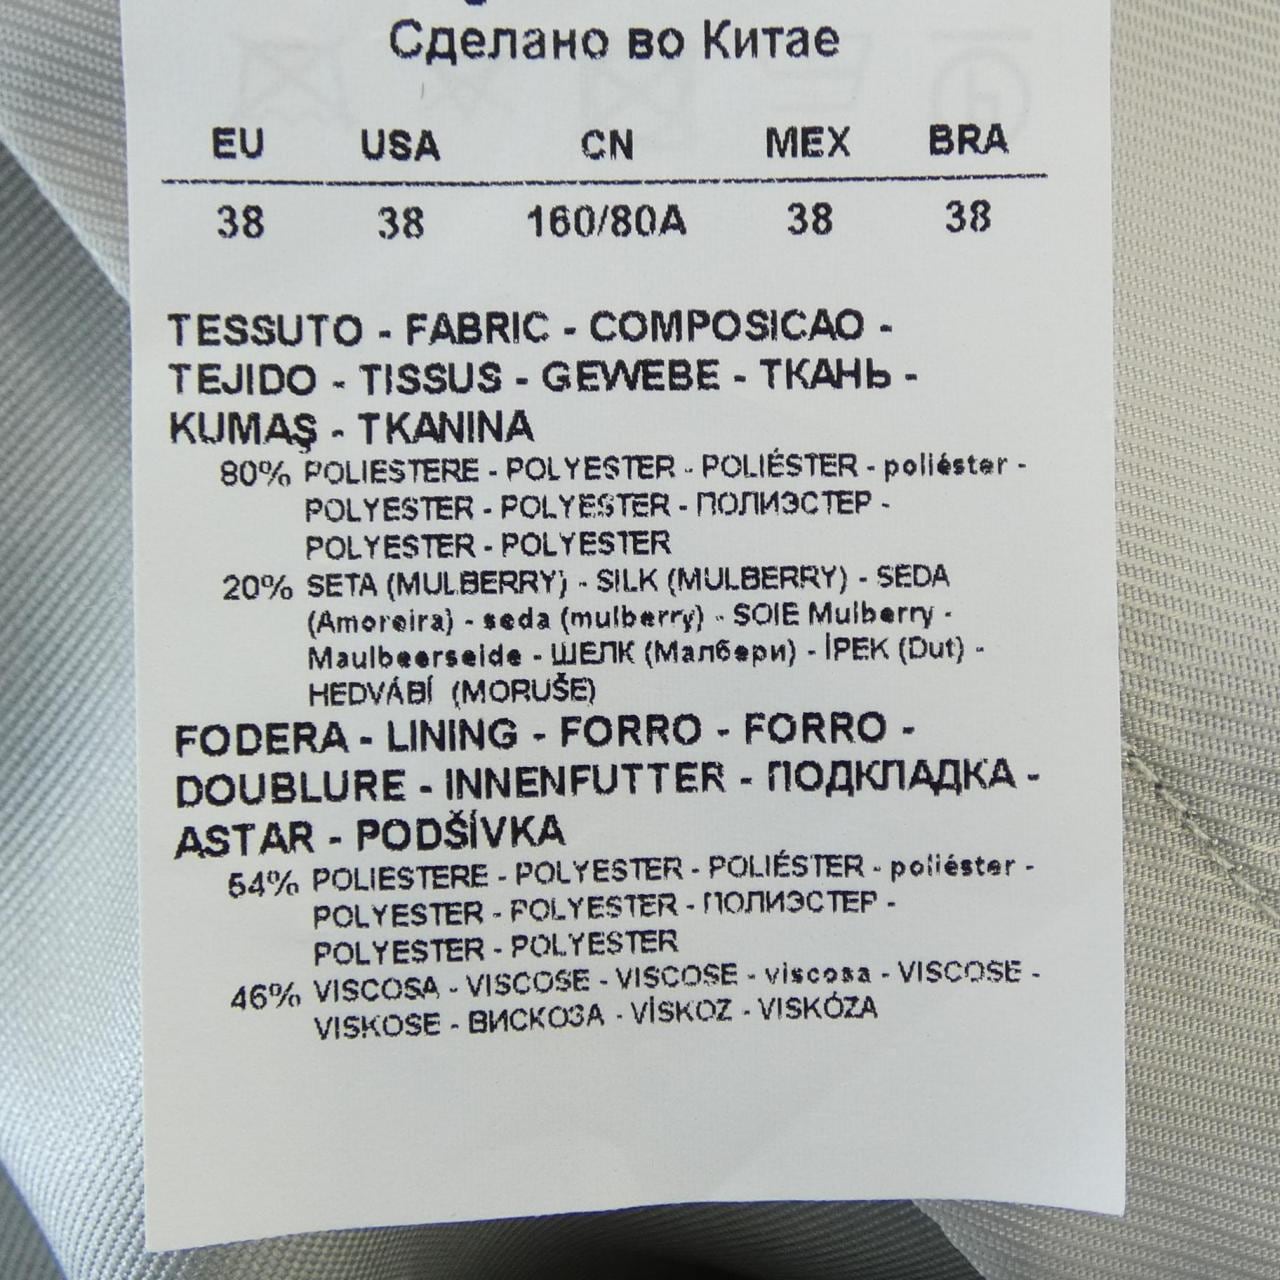 Сделано во Китае
EU USA CN MEX BRA
38 38 160/80A 38 38
TESSUTO - FABRIC - COMPOSICAO -
TEJIDO - TISSUS - GEWEBE - ТКАНЬ -
KUMAŞ - TKANINA
80% POLIESTERE - POLYESTER - POLIÉSTER - poliéster -
POLYESTER - POLYESTER - ПОЛИЭСТЕР -
POLYESTER - POLYESTER
20% SETA (MULBERRY) - SILK (MULBERRY) - SEDA
(Amoreira) - seda (mulberry) - SOIE Mulberry -
Maulbeerseide - ШЕЛК (Малбери) - İPEK (Dut) -
HEDVÁBÍ (MORUŠE)
FODERA - LINING - FORRO - FORRO -
DOUBLURE - INNENFUTTER - ПОДКЛАДКА -
ASTAR - PODŠÍVKA
54% POLIESTERE - POLYESTER - POLIÉSTER - poliéster -
POLYESTER - POLYESTER - ПОЛИЭСТЕР -
POLYESTER - POLYESTER
46% VISCOSA - VISCOSE - VISCOSE - viscosa - VISCOSE -
VISKOSE - ВИСКОЗА - VİSKOZ - VISKÓZA